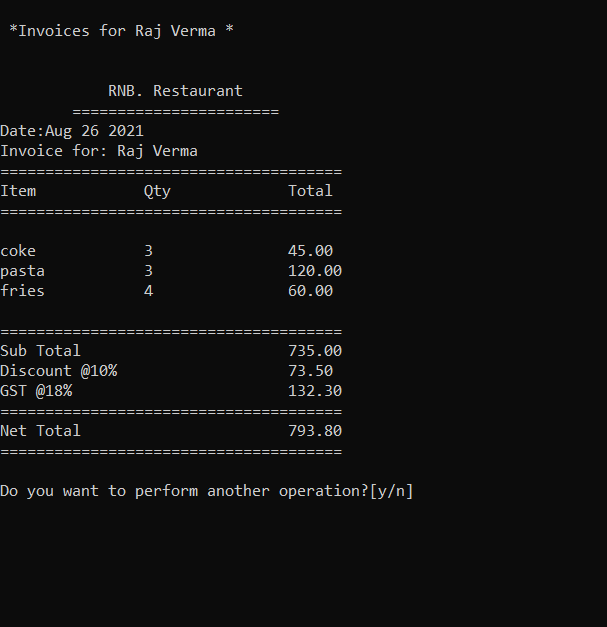 *Invoices for Raj Verma *
RNB. Restaurant
=======================
Date:Aug 26 2021
Invoice for: Raj Verma
======================================
Item Qty Total
======================================
coke 3 45.00
pasta 3 120.00
fries 4 60.00
======================================
Sub Total 735.00
Discount @10% 73.50
GST @18% 132.30
======================================
Net Total 793.80
======================================
Do you want to perform another operation?[y/n]